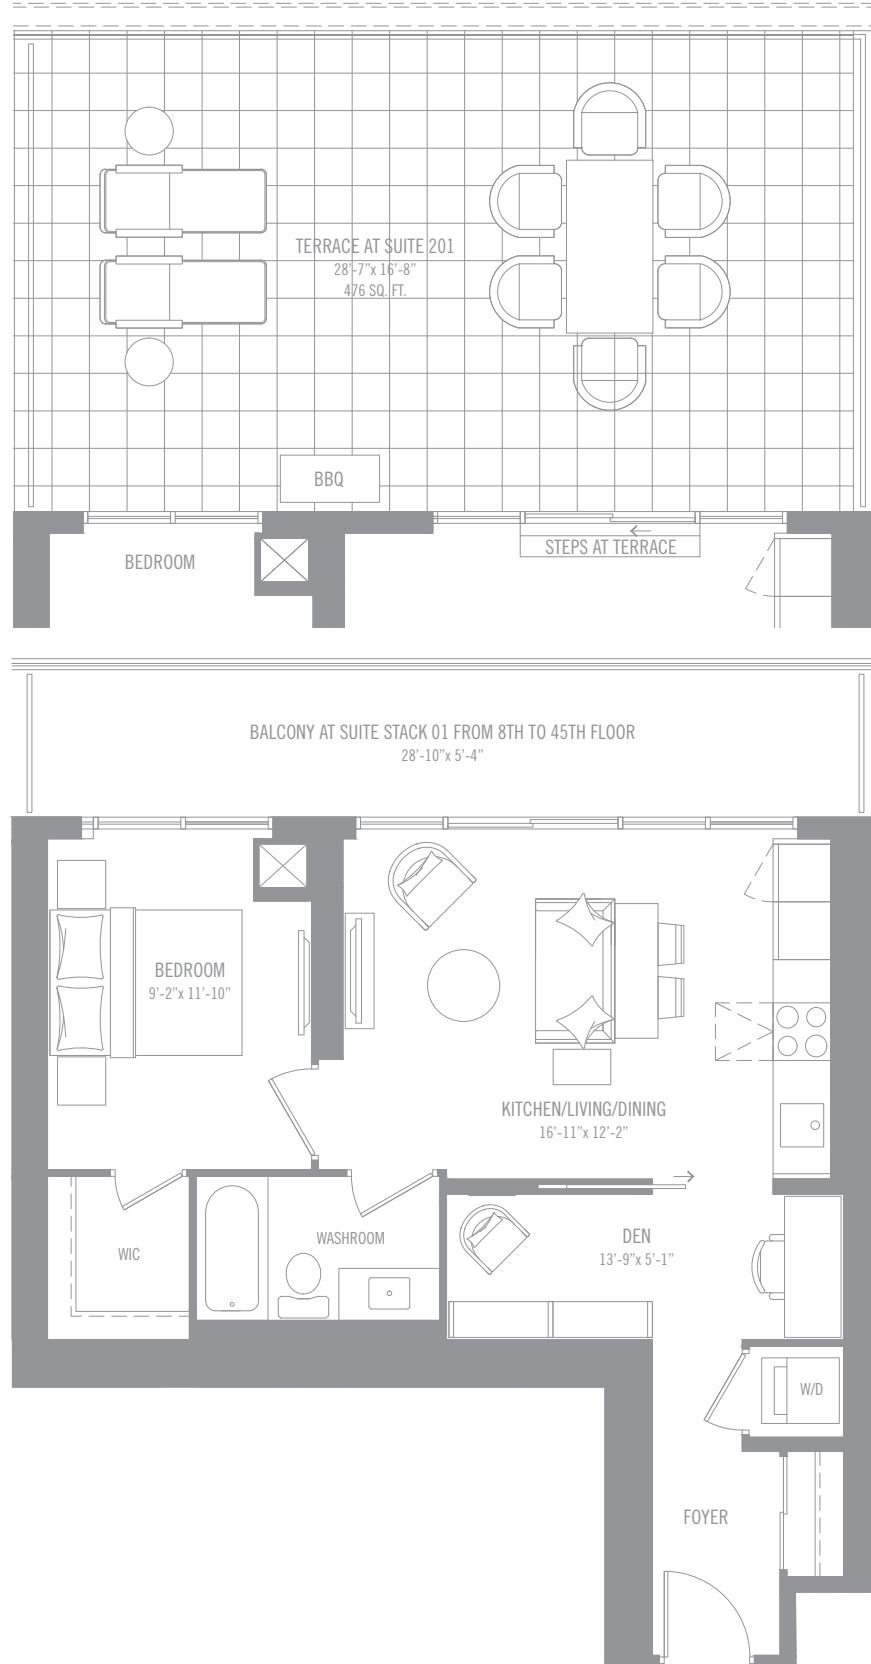 TERRACE AT SUITE 201
28'-7"x 16'-8"
476 SQ. FT.
BBQ
BEDROOM
STEPS AT TERRACE
BALCONY AT SUITE STACK 01 FROM 8TH TO 45TH FLOOR
28'-10"x 5'-4"
BEDROOM
9'-2"x 11'-10"
KITCHEN/LIVING/DINING
16'-11"x 12'-2"
WIC
WASHROOM
DEN
13'-9"x 5'-1"
W/D
FOYER